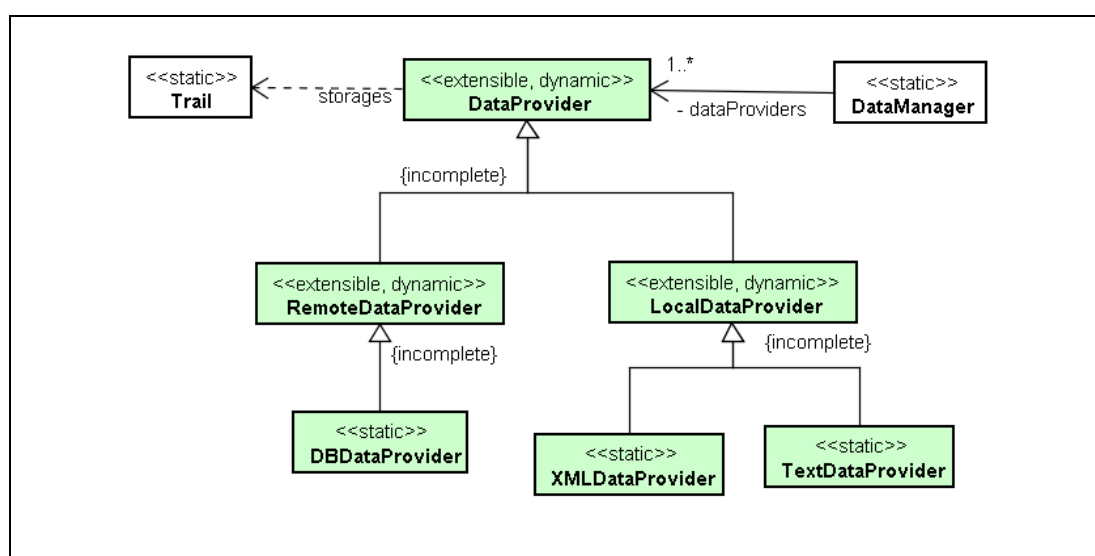 <<static>>
Trail
storages
<<extensible, dynamic>>
DataProvider
1..*
- dataProviders
<<static>>
DataManager
{incomplete}
<<extensible, dynamic>>
RemoteDataProvider
<<extensible, dynamic>>
LocalDataProvider
{incomplete}
{incomplete}
<<static>>
DBDataProvider
<<static>>
XMLDataProvider
<<static>>
TextDataProvider